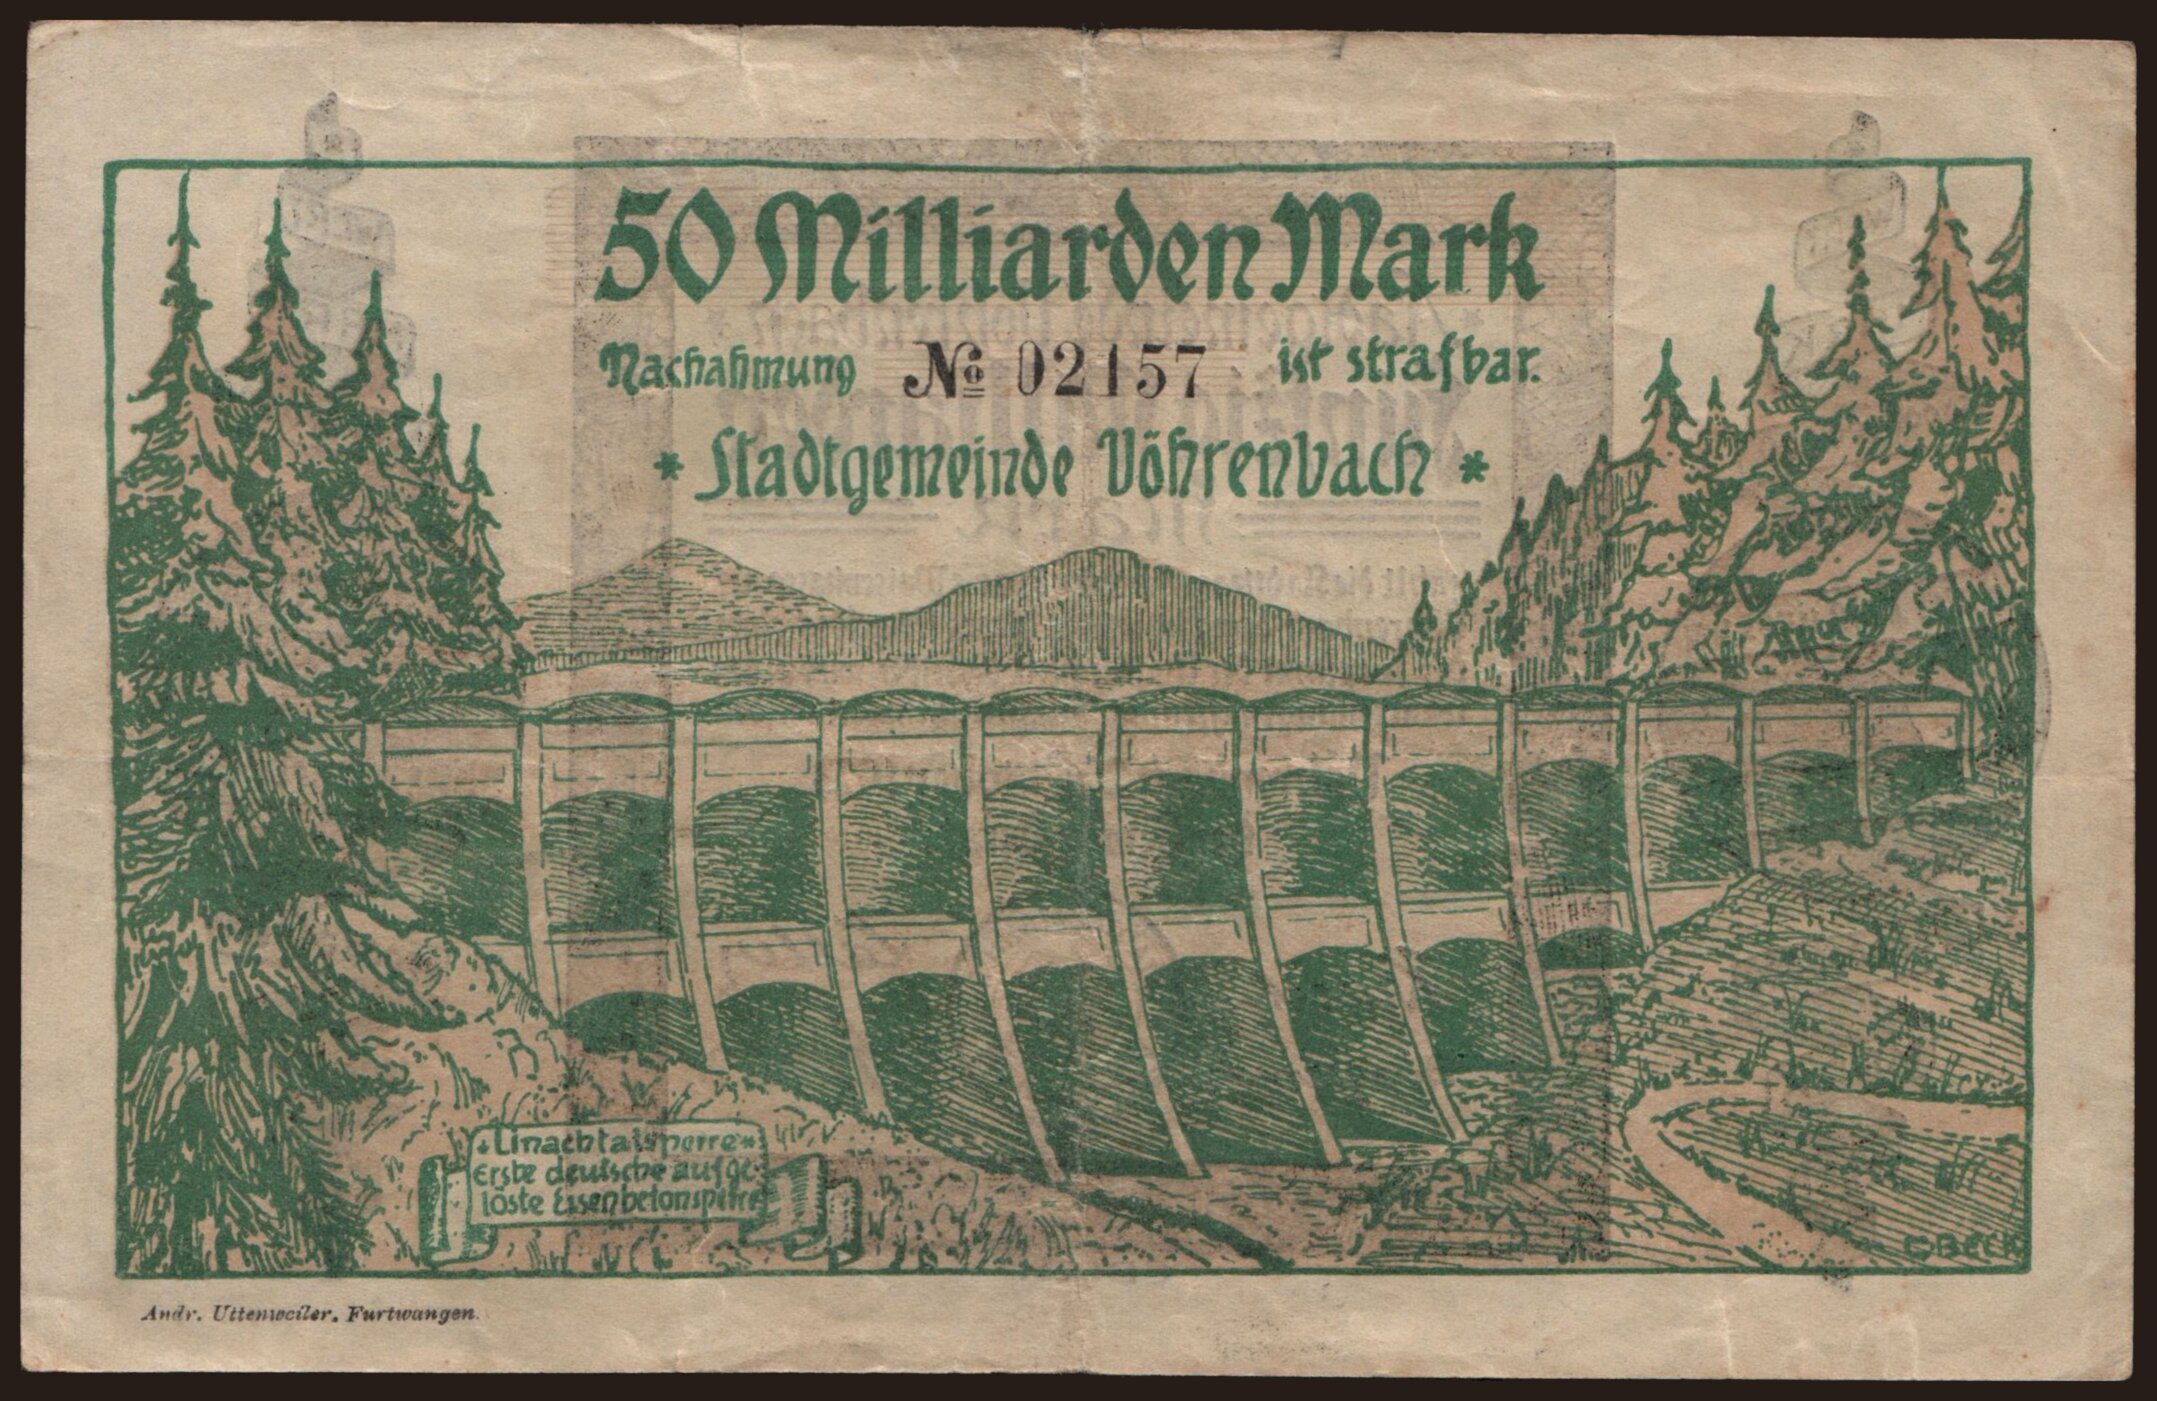 50 Milliarden Mark
Nachahmung № 02157 ist strafbar.
* Stadtgemeinde Vöhrenbach *
* Linachtalsperre *
Erste deutsche aufge-
löste Eisenbetonsperre
G BECK
Andr. Uttenweiler, Furtwangen.